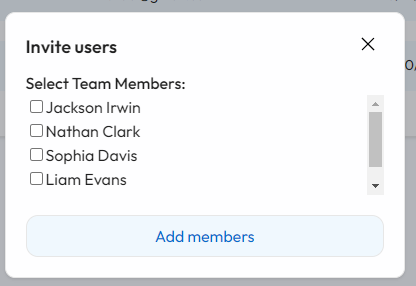 Invite users
Select Team Members:
Jackson Irwin
Nathan Clark
Sophia Davis
Liam Evans
Add members